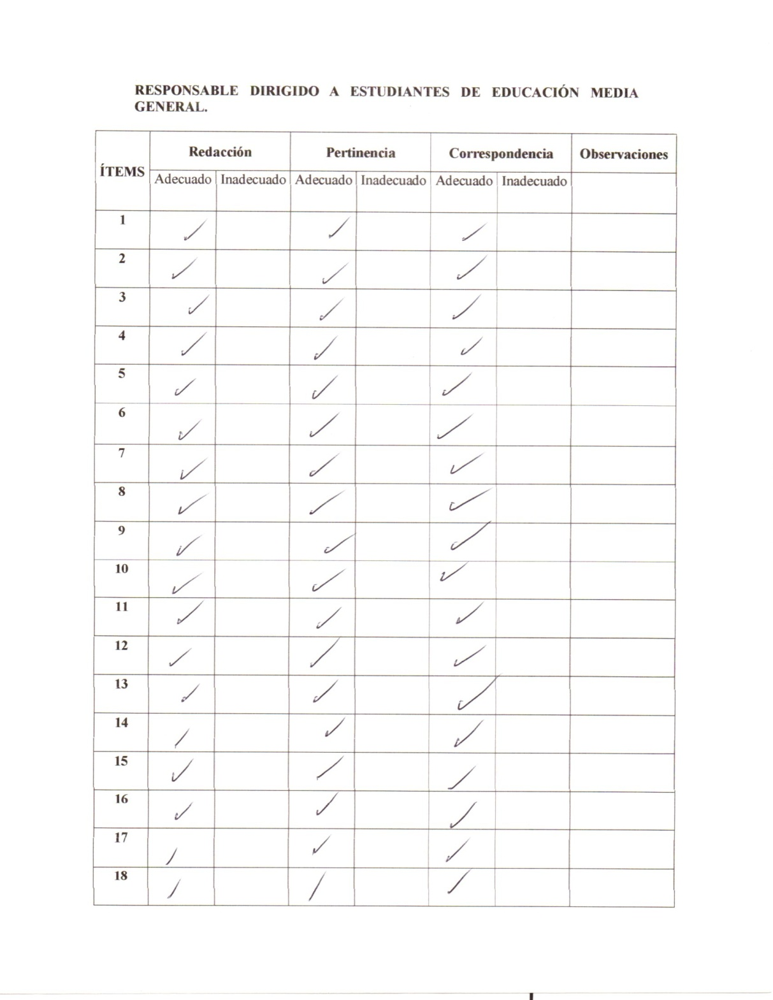 RESPONSABLE DIRIGIDO A ESTUDIANTES DE EDUCACIÓN MEDIA
GENERAL.
ÍTEMS Redacción Pertinencia Correspondencia Observaciones
Adecuado Inadecuado Adecuado Inadecuado Adecuado Inadecuado
1 ✓ ✓ ✓
2 ✓ ✓ ✓
3 ✓ ✓ ✓
4 ✓ ✓ ✓
5 ✓ ✓ ✓
6 ✓ ✓ ✓
7 ✓ ✓ ✓
8 ✓ ✓ ✓
9 ✓ ✓ ✓
10 ✓ ✓ ✓
11 ✓ ✓ ✓
12 ✓ ✓ ✓
13 ✓ ✓ ✓
14 ✓ ✓ ✓
15 ✓ ✓ ✓
16 ✓ ✓ ✓
17 ✓ ✓ ✓
18 ✓ ✓ ✓